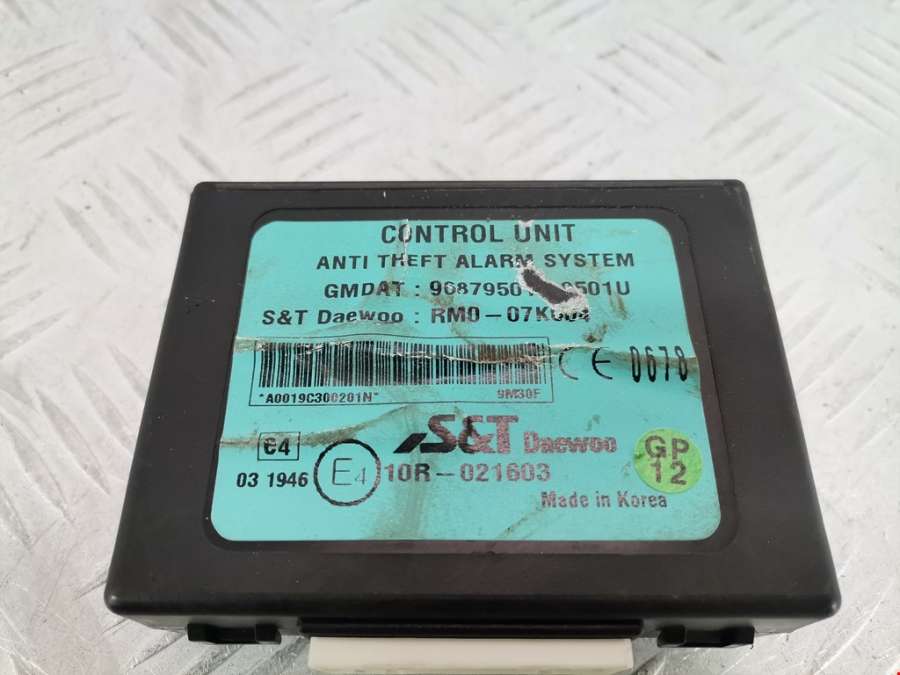 CONTROL UNIT
ANTI THEFT ALARM SYSTEM
GMDAT : 9687950
S&T Daewoo : RM0-07K004
*A0019C300201N* 9M30F
CE 0678
S&T Daewoo
GP
12
e4
03 1946 E4 10R-021603
Made in Korea